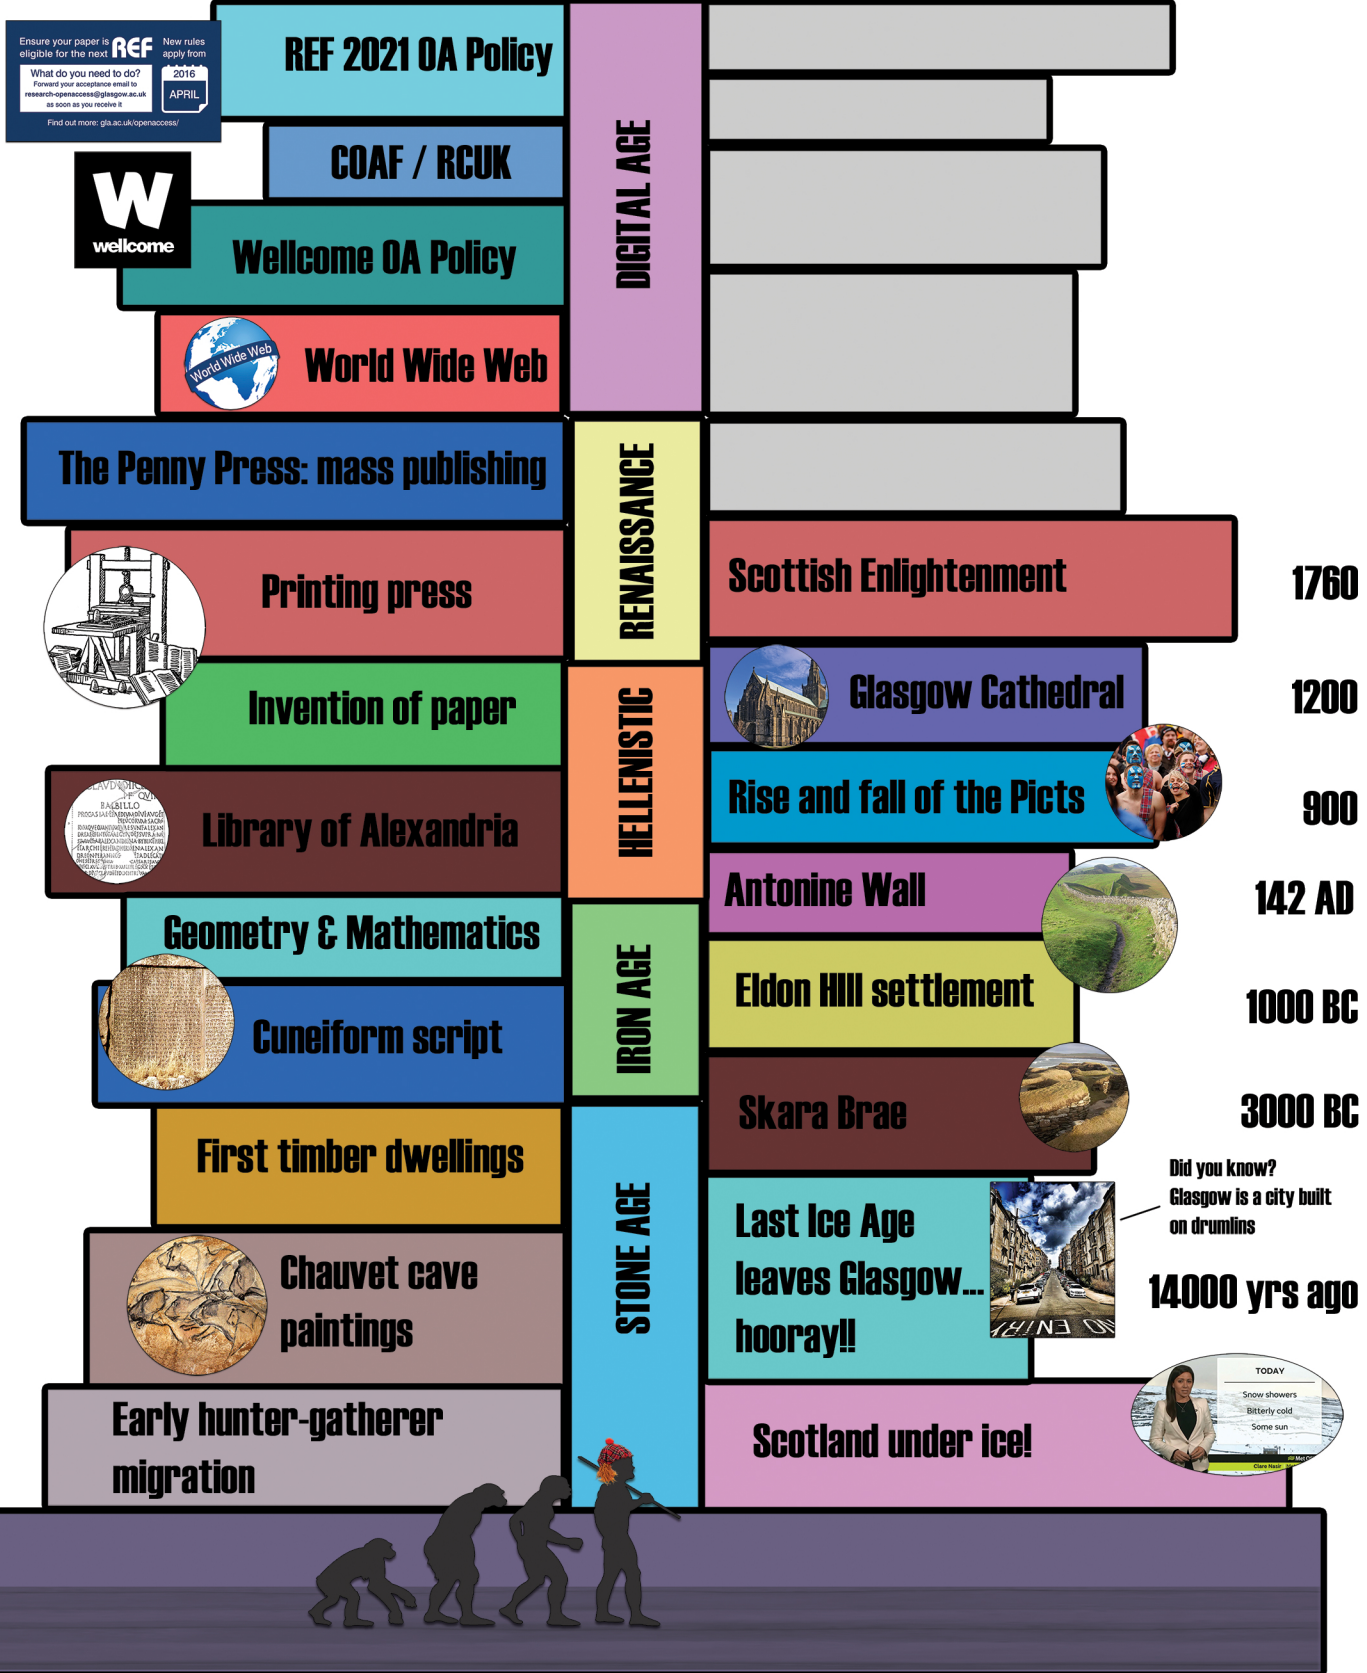 Ensure your paper is
eligible for the next REF
New rules
apply from
What do you need to do?
Forward your acceptance email to
research-openaccess@glasgow.ac.uk
as soon as you receive it
2016
APRIL
Find out more: gla.ac.uk/openaccess/
REF 2021 OA Policy
COAF / RCUK
W
wellcome
Wellcome OA Policy
World Wide Web
World Wide Web
DIGITAL AGE
The Penny Press: mass publishing
Printing press
RENAISSANCE
Scottish Enlightenment
1760
Invention of paper
Library of Alexandria
BALBILLO
HELLENISTIC
Glasgow Cathedral
1200
Rise and fall of the Picts
900
Antonine Wall
142 AD
Geometry & Mathematics
Cuneiform script
IRON AGE
Eldon HIll settlement
1000 BC
Skara Brae
3000 BC
First timber dwellings
Chauvet cave
paintings
Early hunter-gatherer
migration
STONE AGE
Last Ice Age
leaves Glasgow...
hooray!!
NO ENTRY
Did you know?
Glasgow is a city built
on drumlins
14000 yrs ago
Scotland under ice!
TODAY
Snow showers
Bitterly cold
Some sun
Met
Clare Nasir